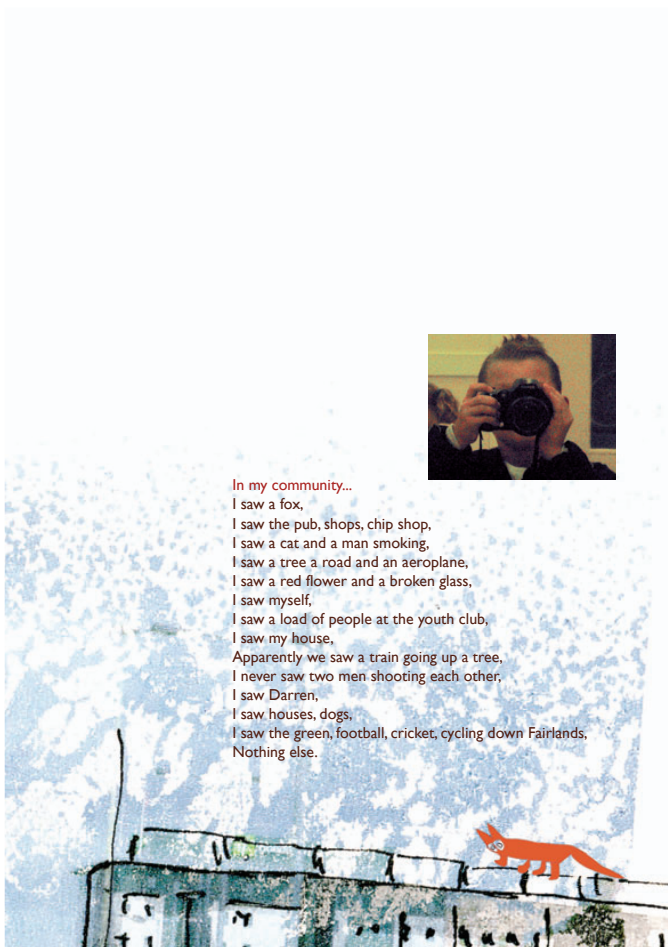 In my community...
I saw a fox,
I saw the pub, shops, chip shop,
I saw a cat and a man smoking,
I saw a tree a road and an aeroplane,
I saw a red flower and a broken glass,
I saw myself,
I saw a load of people at the youth club,
I saw my house,
Apparently we saw a train going up a tree,
I never saw two men shooting each other,
I saw Darren,
I saw houses, dogs,
I saw the green, football, cricket, cycling down Fairlands,
Nothing else.